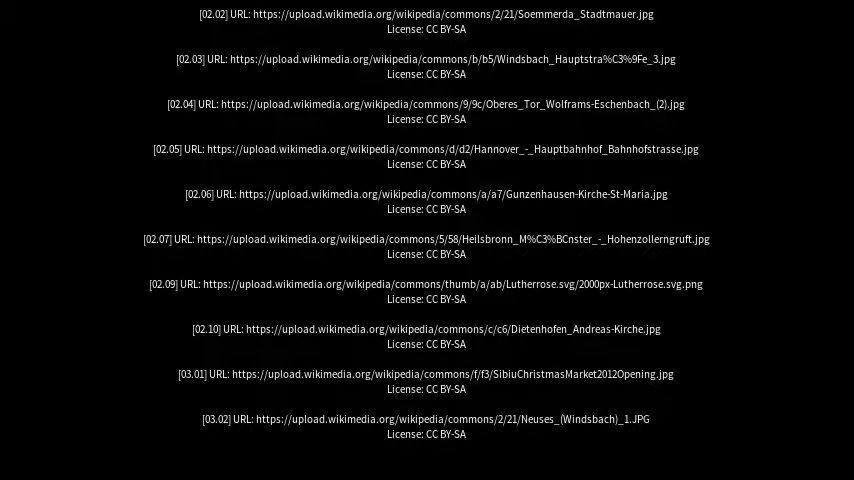 [02.02] URL: https://upload.wikimedia.org/wikipedia/commons/2/21/Soemmerda_Stadtmauer.jpg
License: CC BY-SA
[02.03] URL: https://upload.wikimedia.org/wikipedia/commons/b/b5/Windsbach_Hauptstra%C3%9Fe_3.jpg
License: CC BY-SA
[02.04] URL: https://upload.wikimedia.org/wikipedia/commons/9/9c/Oberes_Tor_Wolframs-Eschenbach_(2).jpg
License: CC BY-SA
[02.05] URL: https://upload.wikimedia.org/wikipedia/commons/d/d2/Hannover_-_Hauptbahnhof_Bahnhofstrasse.jpg
License: CC BY-SA
[02.06] URL: https://upload.wikimedia.org/wikipedia/commons/a/a7/Gunzenhausen-Kirche-St-Maria.jpg
License: CC BY-SA
[02.07] URL: https://upload.wikimedia.org/wikipedia/commons/5/58/Heilsbronn_M%C3%BCnster_-_Hohenzollerngruft.jpg
License: CC BY-SA
[02.09] URL: https://upload.wikimedia.org/wikipedia/commons/thumb/a/ab/Lutherrose.svg/2000px-Lutherrose.svg.png
License: CC BY-SA
[02.10] URL: https://upload.wikimedia.org/wikipedia/commons/c/c6/Dietenhofen_Andreas-Kirche.jpg
License: CC BY-SA
[03.01] URL: https://upload.wikimedia.org/wikipedia/commons/f/f3/SibiuChristmasMarket2012Opening.jpg
License: CC BY-SA
[03.02] URL: https://upload.wikimedia.org/wikipedia/commons/2/21/Neuses_(Windsbach)_1.JPG
License: CC BY-SA